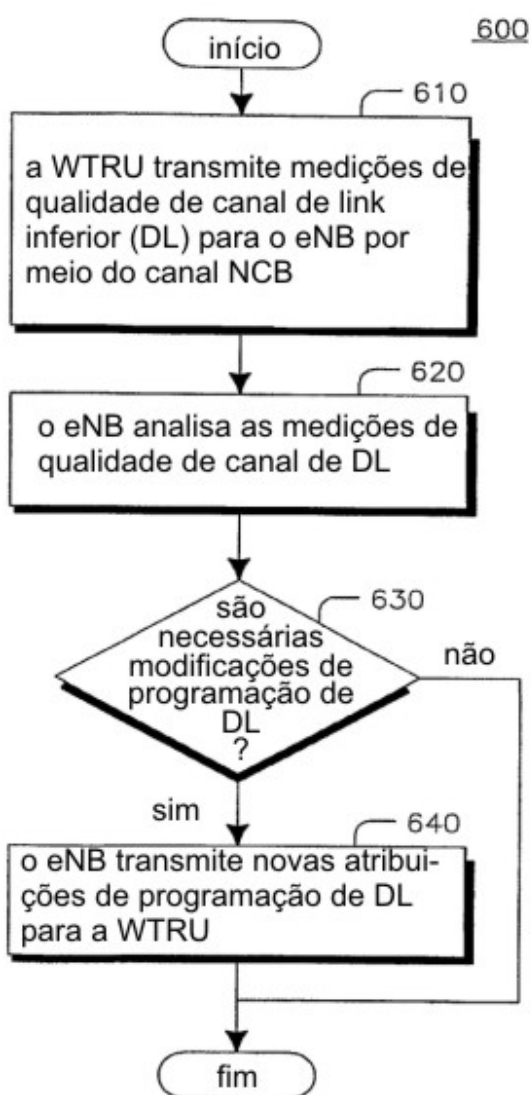 600
início
610
a WTRU transmite medições de
qualidade de canal de link
inferior (DL) para o eNB por
meio do canal NCB
620
o eNB analisa as medições de
qualidade de canal de DL
630
são
necessárias
modificações de
programação de
DL
?
não
sim
640
o eNB transmite novas atribui-
ções de programação de DL
para a WTRU
fim